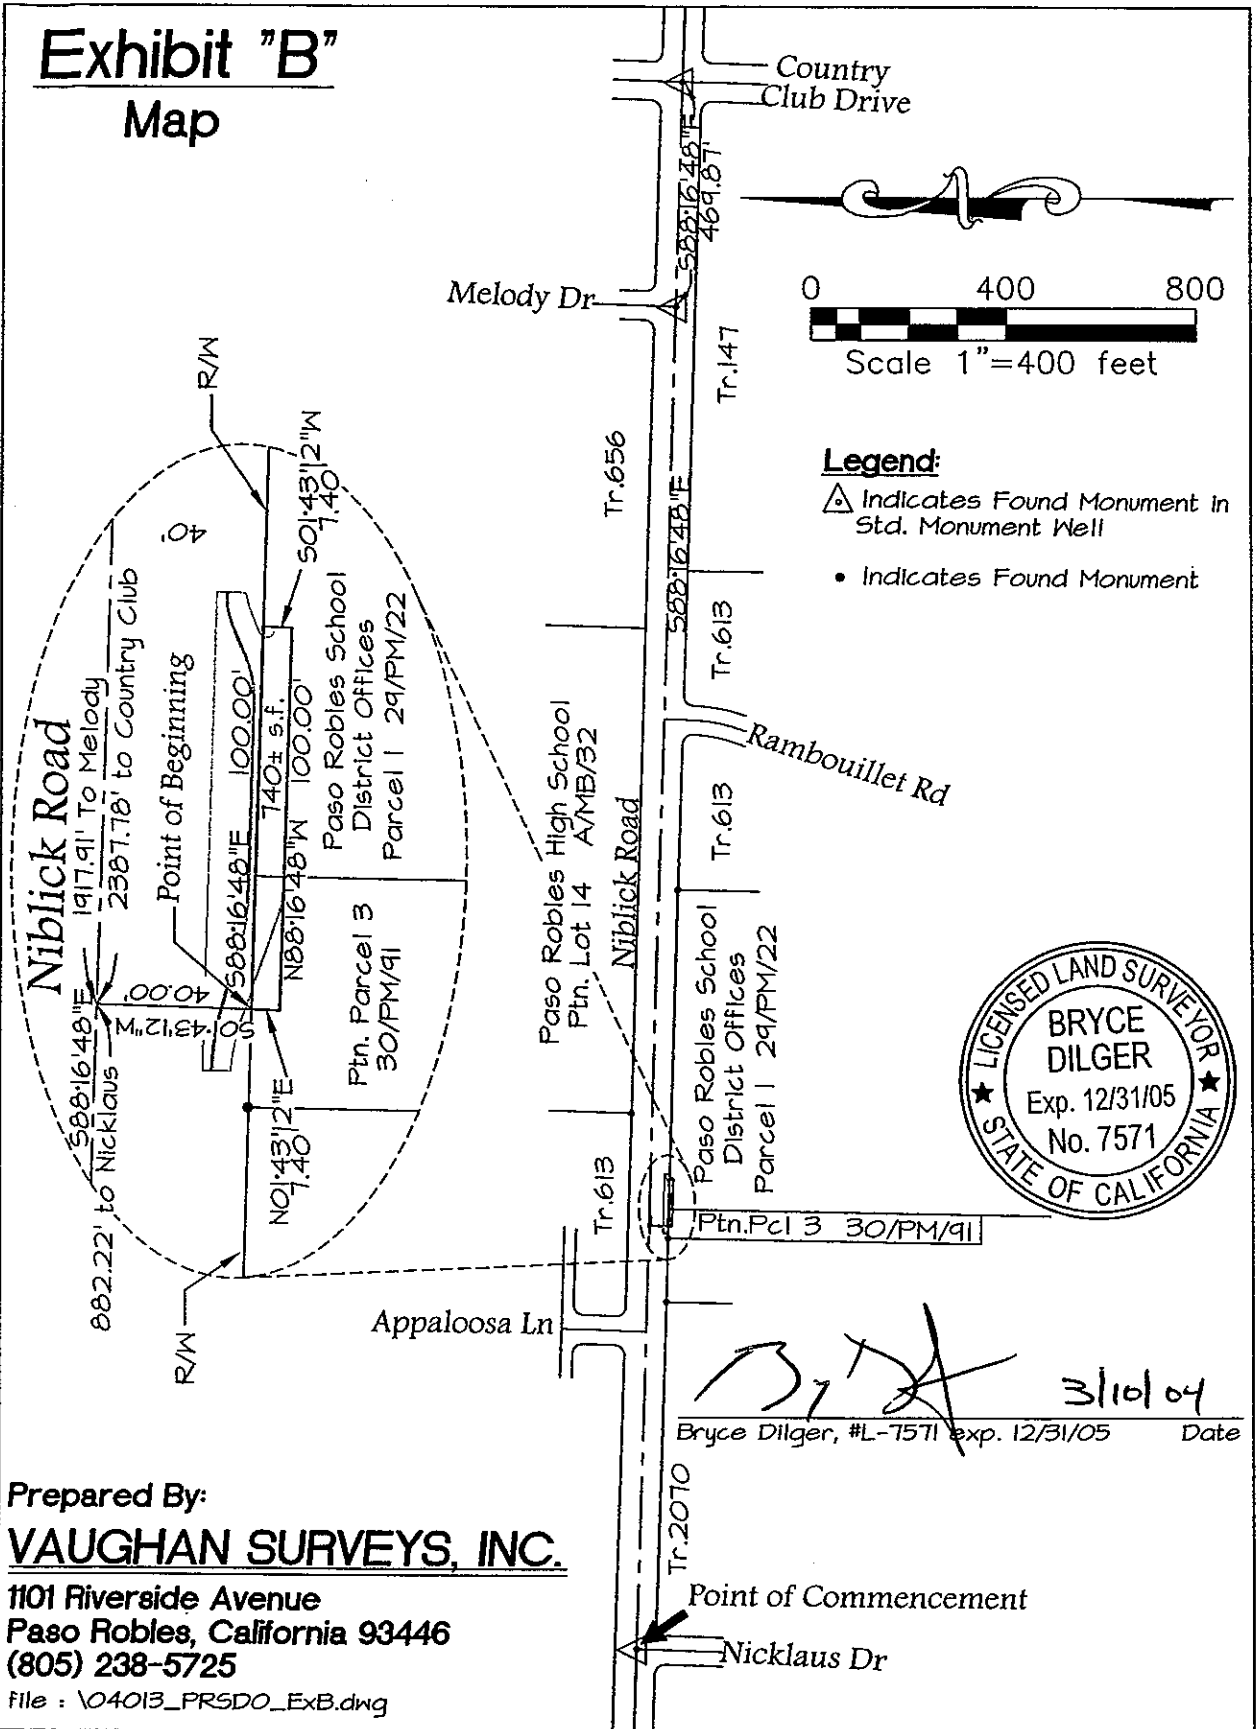 Exhibit "B"
Map
Country
Club Drive
S88·16'48"E
469.87'
Melody Dr
0 400 800
Scale 1"=400 feet
Tr.147
Tr.656
Legend:
Indicates Found Monument in
Std. Monument Well
Indicates Found Monument
S88·16'48"E
Tr.613
Rambouillet Rd
Tr.613
Paso Robles High School
Ptn. Lot 14 A/MB/32
Niblick Road
Paso Robles School
District Offices
Parcel 1 29/PM/22
Ptn.Pcl 3 30/PM/91
Tr.613
Appaloosa Ln
R/W
40'
S01·43'12"W
7.40'
Niblick Road
1917.91' To Melody
2387.78' to Country Club
Point of Beginning
S88·16'48"E 100.00'
740± s.f.
N88·16'48"W 100.00'
Paso Robles School
District Offices
Parcel 1 29/PM/22
Ptn. Parcel 3
30/PM/91
40.00'
S01·43'12"W
S88·16'48"E
882.22' to Nicklaus
N01·43'12"E
7.40'
R/W
LICENSED LAND SURVEYOR
BRYCE
DILGER
Exp. 12/31/05
No. 7571
STATE OF CALIFORNIA
3/10/04
Bryce Dilger, #L-7571 exp. 12/31/05 Date
Tr.2070
Point of Commencement
Nicklaus Dr
Prepared By:
VAUGHAN SURVEYS, INC.
1101 Riverside Avenue
Paso Robles, California 93446
(805) 238-5725
file : \04013_PRSDO_ExB.dwg